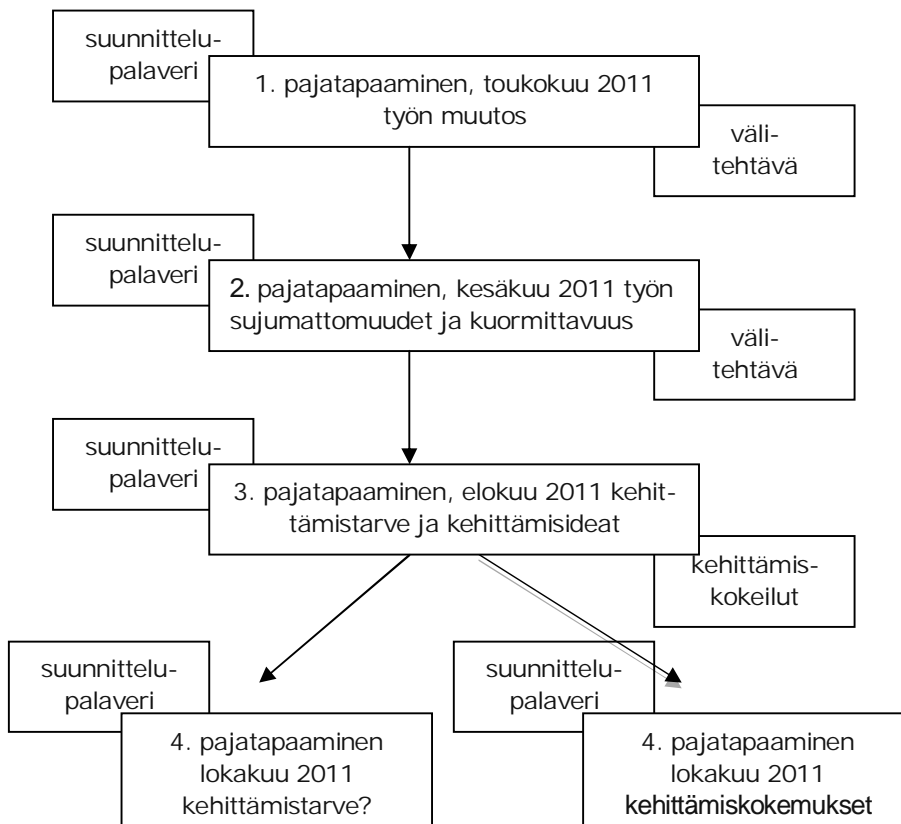 suunnittelu-
palaveri
1. pajatapaaminen, toukokuu 2011
työn muutos
väli-
tehtävä
suunnittelu-
palaveri
2. pajatapaaminen, kesäkuu 2011 työn
sujumattomuudet ja kuormittavuus
väli-
tehtävä
suunnittelu-
palaveri
3. pajatapaaminen, elokuu 2011 kehit-
tämistarve ja kehittämisideat
kehittämis-
kokeilut
suunnittelu-
palaveri
4. pajatapaaminen
lokakuu 2011
kehittämistarve?
suunnittelu-
palaveri
4. pajatapaaminen
lokakuu 2011
kehittämiskokemukset